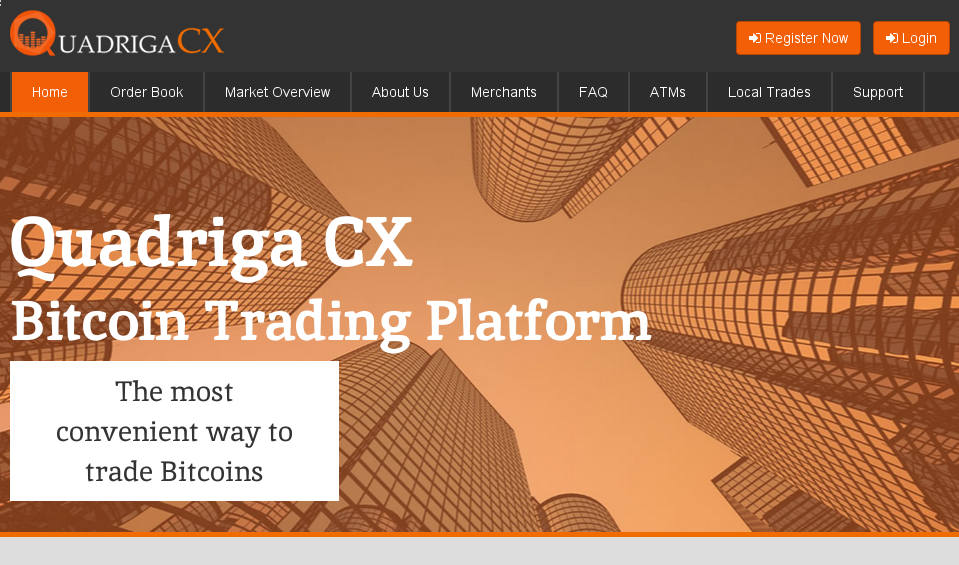 QUADRIGACX
Register Now
Login
Home
Order Book
Market Overview
About Us
Merchants
FAQ
ATMs
Local Trades
Support
Quadriga CX
Bitcoin Trading Platform
The most
convenient way to
trade Bitcoins